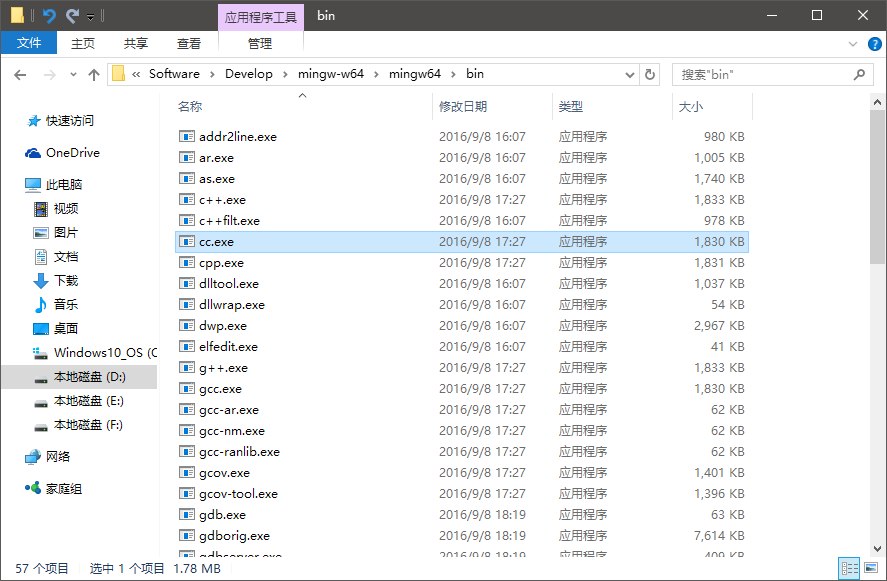 应用程序工具 bin
文件 主页 共享 查看 管理
« Software › Develop › mingw-w64 › mingw64 › bin 搜索"bin"
名称 修改日期 类型 大小
快速访问
OneDrive
此电脑
视频
图片
文档
下载
音乐
桌面
Windows10_OS (C
本地磁盘 (D:)
本地磁盘 (E:)
本地磁盘 (F:)
网络
家庭组
addr2line.exe 2016/9/8 16:07 应用程序 980 KB
ar.exe 2016/9/8 16:07 应用程序 1,005 KB
as.exe 2016/9/8 16:07 应用程序 1,740 KB
c++.exe 2016/9/8 17:27 应用程序 1,833 KB
c++filt.exe 2016/9/8 16:07 应用程序 978 KB
cc.exe 2016/9/8 17:27 应用程序 1,830 KB
cpp.exe 2016/9/8 17:27 应用程序 1,831 KB
dlltool.exe 2016/9/8 16:07 应用程序 1,037 KB
dllwrap.exe 2016/9/8 16:07 应用程序 54 KB
dwp.exe 2016/9/8 16:07 应用程序 2,967 KB
elfedit.exe 2016/9/8 16:07 应用程序 41 KB
g++.exe 2016/9/8 17:27 应用程序 1,833 KB
gcc.exe 2016/9/8 17:27 应用程序 1,830 KB
gcc-ar.exe 2016/9/8 17:27 应用程序 62 KB
gcc-nm.exe 2016/9/8 17:27 应用程序 62 KB
gcc-ranlib.exe 2016/9/8 17:27 应用程序 62 KB
gcov.exe 2016/9/8 17:27 应用程序 1,401 KB
gcov-tool.exe 2016/9/8 17:27 应用程序 1,396 KB
gdb.exe 2016/9/8 18:19 应用程序 63 KB
gdborig.exe 2016/9/8 18:19 应用程序 7,614 KB
gdbserver.exe 2016/9/8 18:19 应用程序 409 KB
57 个项目 选中 1 个项目 1.78 MB